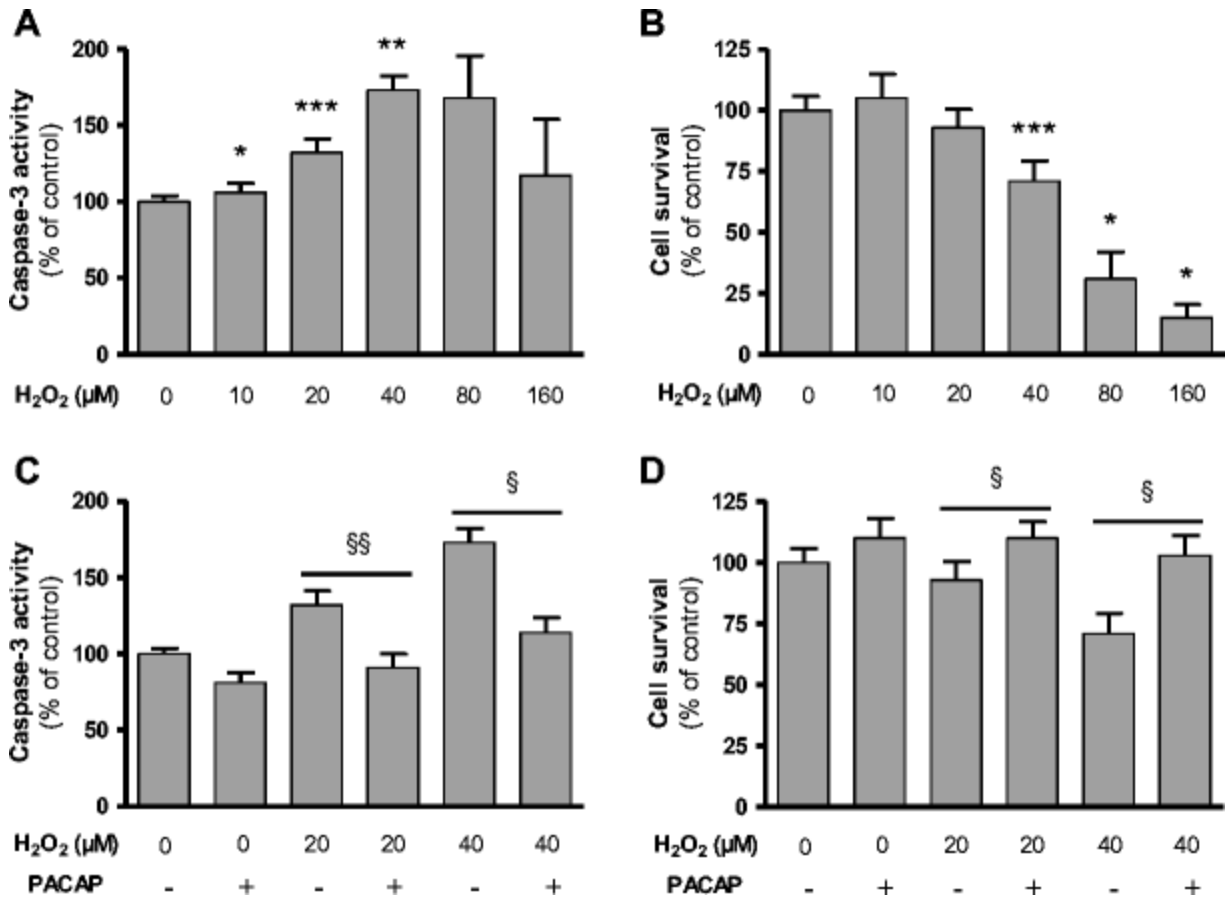 A
Caspase-3 activity
(% of control)
200
150
100
50
0
*
***
**
H₂O₂ (µM) 0 10 20 40 80 160
B
Cell survival
(% of control)
125
100
75
50
25
0
***
*
*
H₂O₂ (µM) 0 10 20 40 80 160
C
Caspase-3 activity
(% of control)
200
150
100
50
0
§§
§
H₂O₂ (µM) 0 0 20 20 40 40
PACAP - + - + - +
D
Cell survival
(% of control)
125
100
75
50
25
0
§
§
H₂O₂ (µM) 0 0 20 20 40 40
PACAP - + - + - +